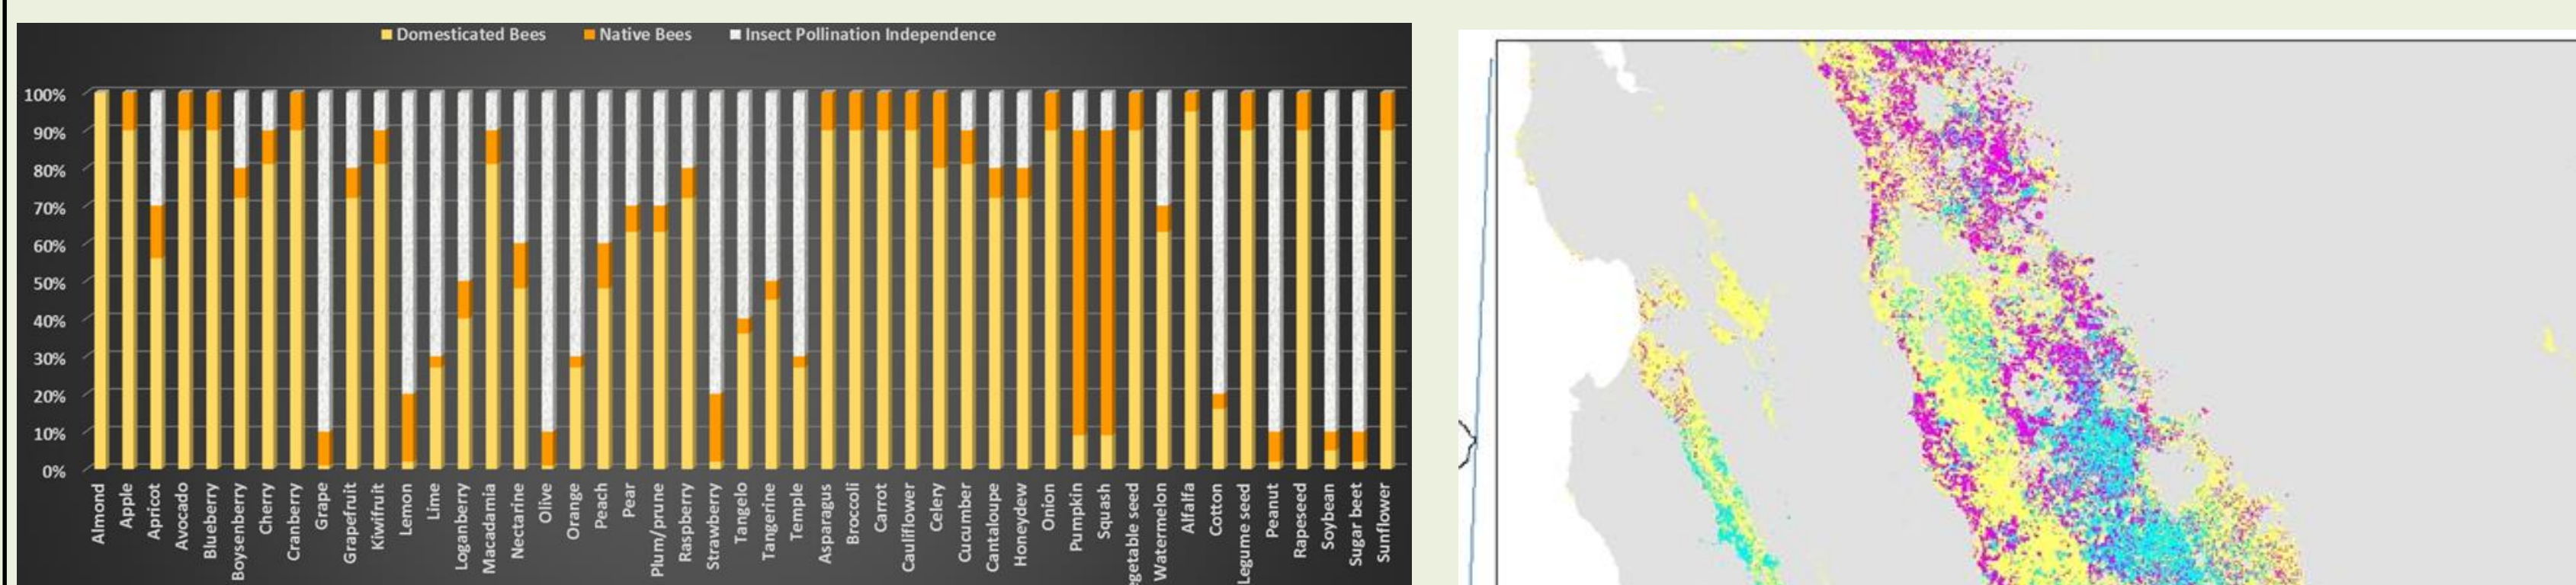 Domesticated Bees Native Bees Insect Pollination Independence
100%
90%
80%
70%
60%
50%
40%
30%
20%
10%
0%
Almond
Apple
Apricot
Avocado
Blueberry
Boysenberry
Cherry
Cranberry
Grape
Grapefruit
Kiwifruit
Lemon
Lime
Loganberry
Macadamia
Nectarine
Olive
Orange
Peach
Pear
Plum/prune
Raspberry
Strawberry
Tangelo
Tangerine
Temple
Asparagus
Broccoli
Carrot
Cauliflower
Celery
Cucumber
Cantaloupe
Honeydew
Onion
Pumpkin
Squash
egetable seed
Watermelon
Alfalfa
Cotton
Legume seed
Peanut
Rapeseed
Soybean
Sugar beet
Sunflower